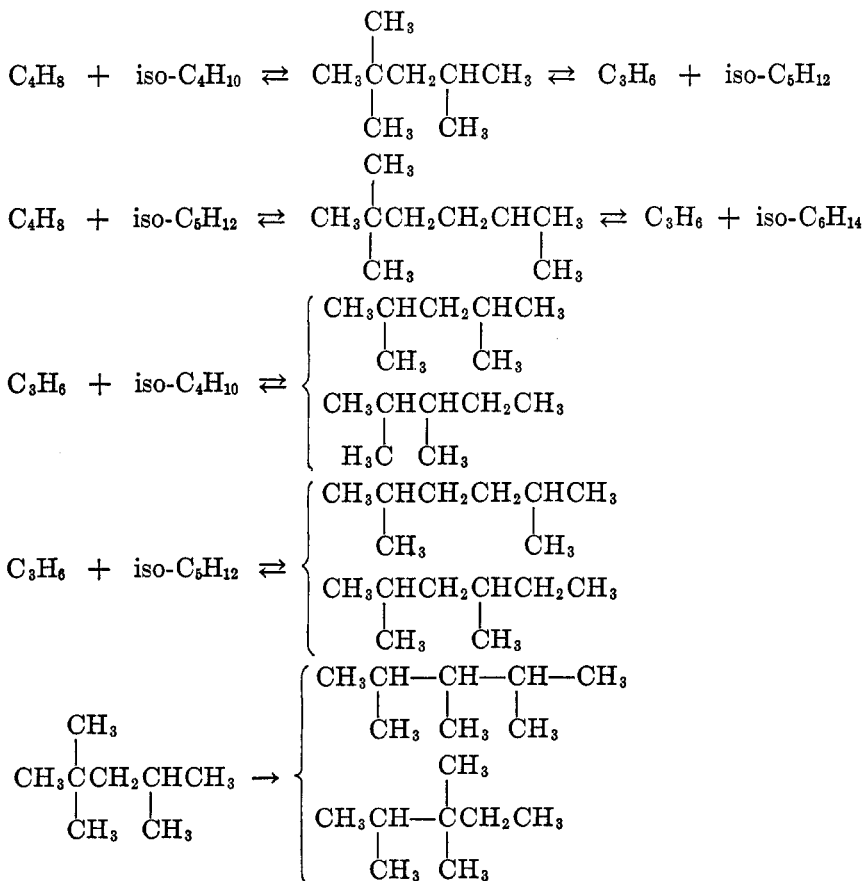 CH₃
C₄H₈ + iso-C₄H₁₀ ⇄ CH₃CCH₂CHCH₃ ⇄ C₃H₆ + iso-C₅H₁₂
CH₃ CH₃
CH₃
C₄H₈ + iso-C₅H₁₂ ⇄ CH₃CCH₂CH₂CHCH₃ ⇄ C₃H₆ + iso-C₆H₁₄
CH₃ CH₃
CH₃CHCH₂CHCH₃
CH₃ CH₃
C₃H₆ + iso-C₄H₁₀ ⇄
CH₃CHCHCH₂CH₃
H₃C CH₃
CH₃CHCH₂CH₂CHCH₃
CH₃ CH₃
C₃H₆ + iso-C₅H₁₂ ⇄
CH₃CHCH₂CHCH₂CH₃
CH₃ CH₃
CH₃CH—CH—CH—CH₃
CH₃ CH₃ CH₃
CH₃
CH₃CCH₂CHCH₃ →
CH₃ CH₃
CH₃
CH₃CH—CCH₂CH₃
CH₃ CH₃